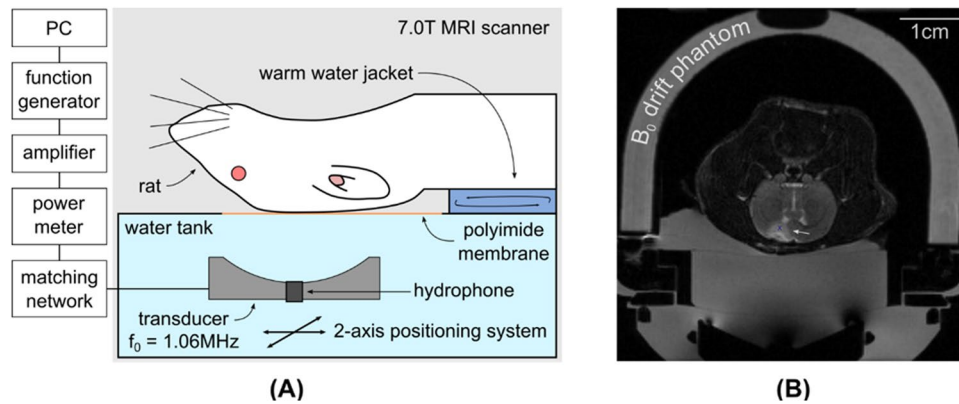 PC
function
generator
amplifier
power
meter
matching
network
7.0T MRI scanner
warm water jacket
rat
water tank
polyimide
membrane
hydrophone
transducer
f₀ = 1.06MHz
2-axis positioning system
(A)
B₀ drift phantom
1cm
(B)